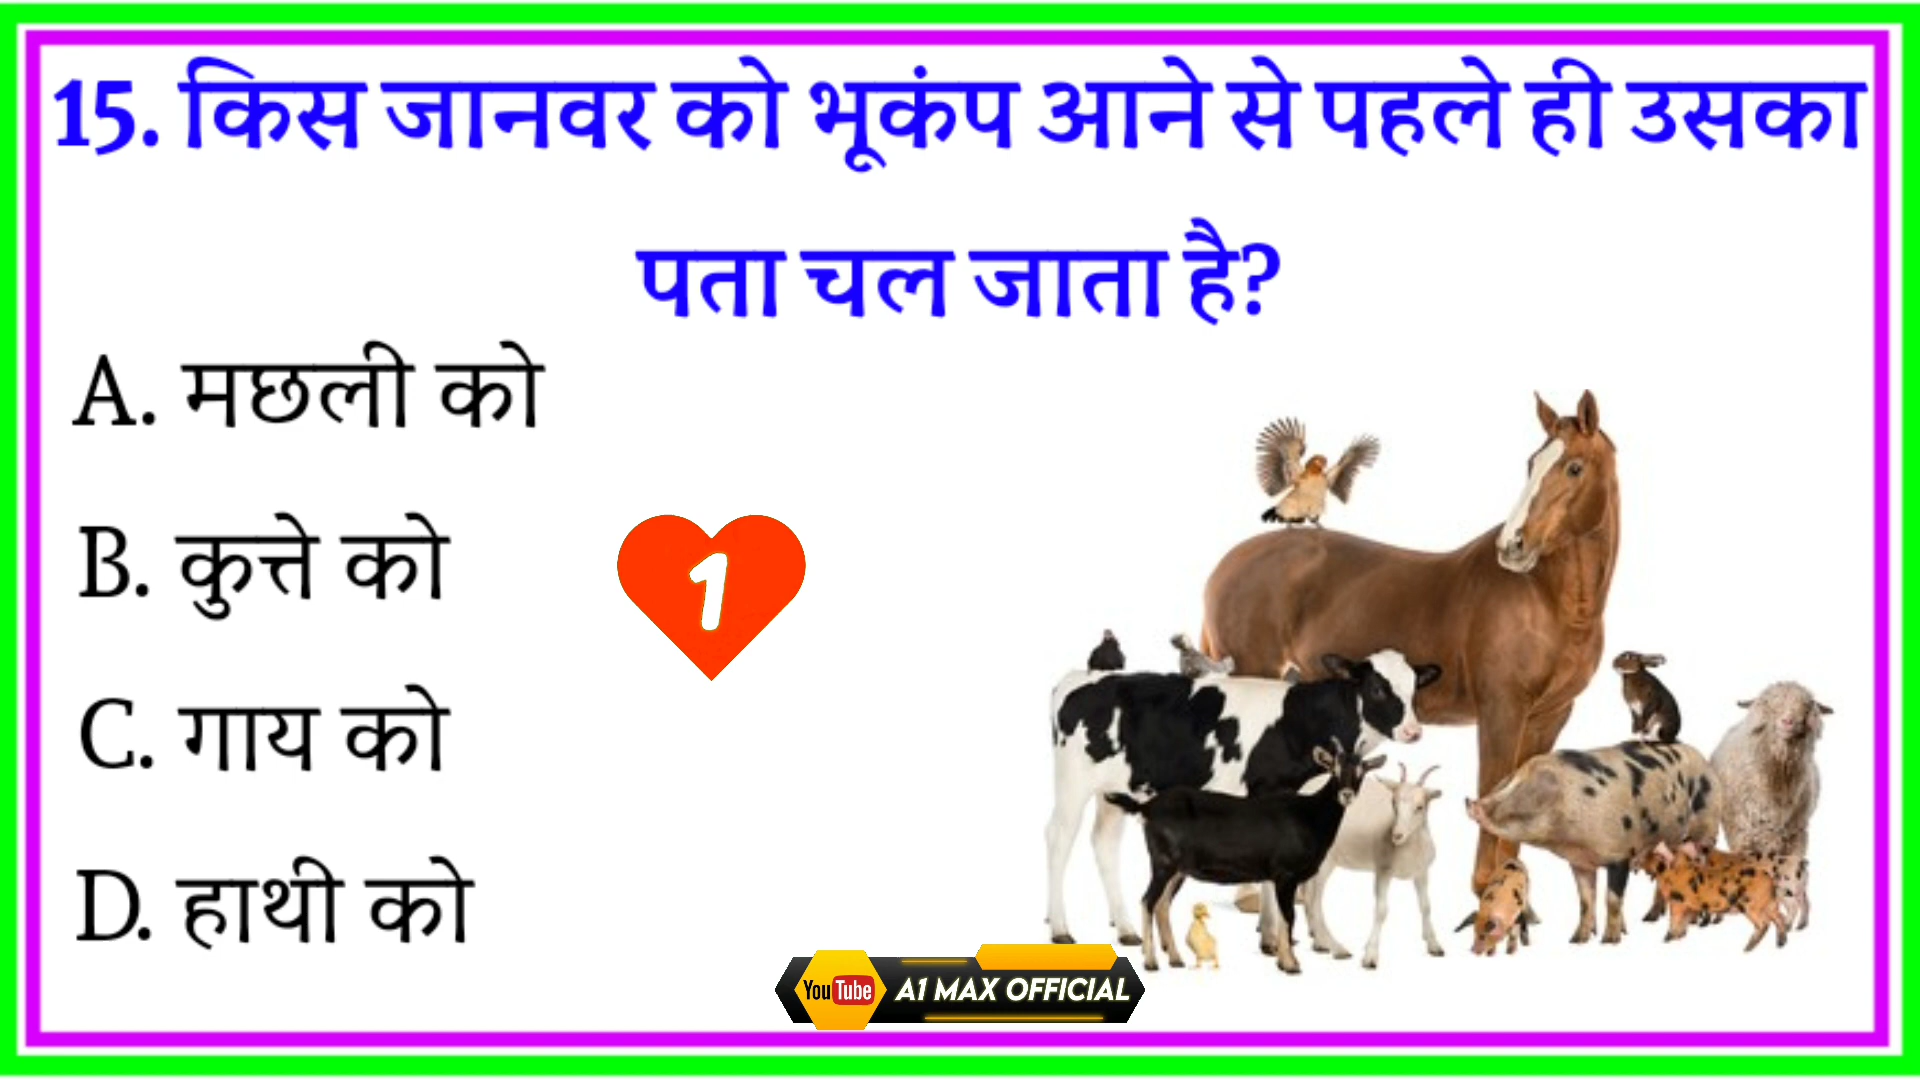 15. किस जानवर को भूकंप आने से पहले ही उसका
पता चल जाता है?
A. मछली को
B. कुत्ते को
1
C. गाय को
D. हाथी को
YouTube A1 MAX OFFICIAL